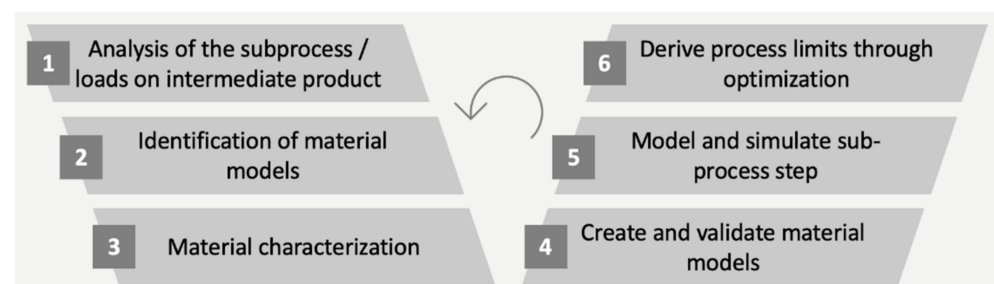 1
Analysis of the subprocess /
loads on intermediate product
2
Identification of material
models
3
Material characterization
4
Create and validate material
models
5
Model and simulate sub-
process step
6
Derive process limits through
optimization